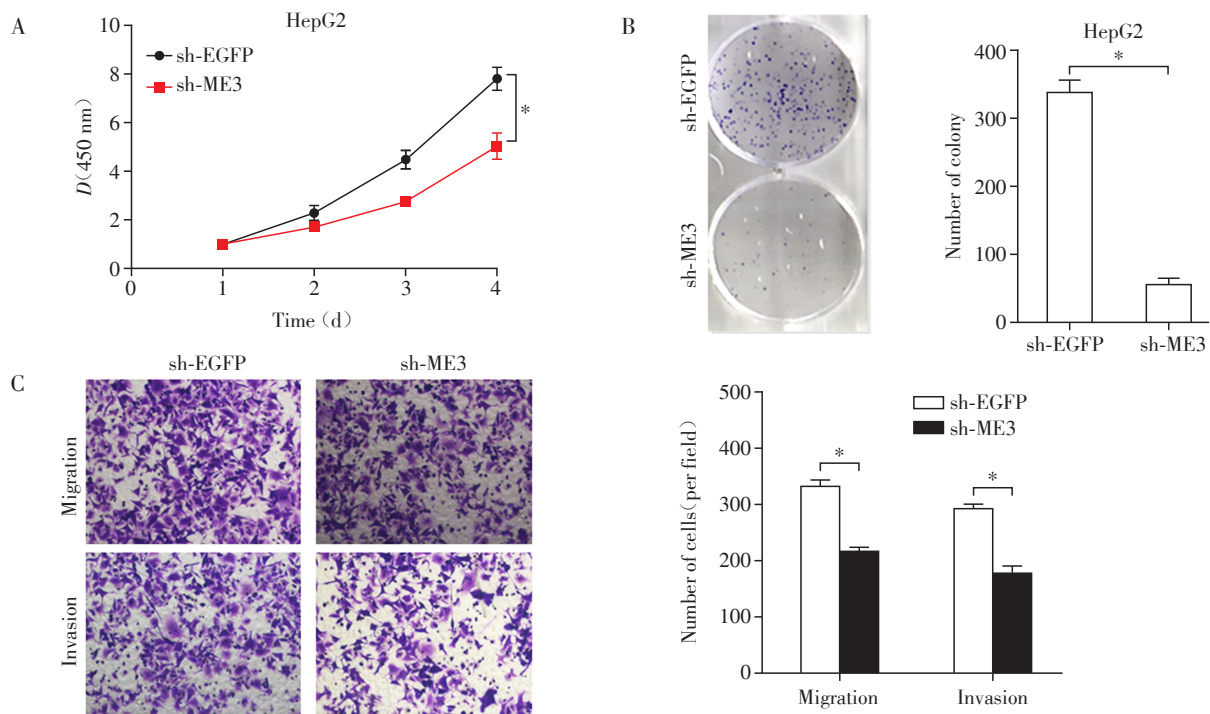 A
HepG2
sh-EGFP
sh-ME3
10
8
6
4
2
0
D(450 nm)
*
0 1 2 3 4
Time (d)
B
sh-EGFP
sh-ME3
HepG2
400
300
200
100
0
Number of colony
*
sh-EGFP sh-ME3
C
sh-EGFP sh-ME3
Migration
Invasion
500
400
300
200
100
0
Number of cells(per field)
sh-EGFP
sh-ME3
*
*
Migration Invasion